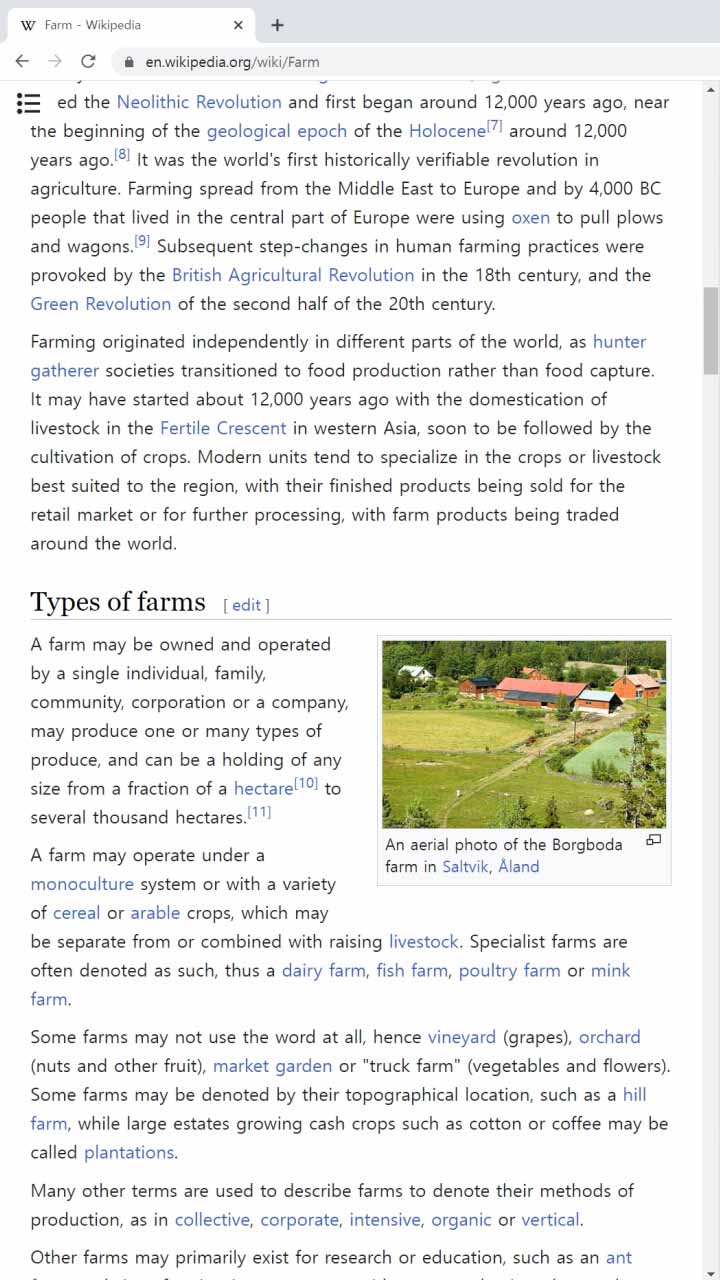 Farm - Wikipedia
en.wikipedia.org/wiki/Farm
ed the Neolithic Revolution and first began around 12,000 years ago, near
the beginning of the geological epoch of the Holocene[7] around 12,000
years ago.[8] It was the world's first historically verifiable revolution in
agriculture. Farming spread from the Middle East to Europe and by 4,000 BC
people that lived in the central part of Europe were using oxen to pull plows
and wagons.[9] Subsequent step-changes in human farming practices were
provoked by the British Agricultural Revolution in the 18th century, and the
Green Revolution of the second half of the 20th century.
Farming originated independently in different parts of the world, as hunter
gatherer societies transitioned to food production rather than food capture.
It may have started about 12,000 years ago with the domestication of
livestock in the Fertile Crescent in western Asia, soon to be followed by the
cultivation of crops. Modern units tend to specialize in the crops or livestock
best suited to the region, with their finished products being sold for the
retail market or for further processing, with farm products being traded
around the world.
Types of farms [ edit ]
A farm may be owned and operated
by a single individual, family,
community, corporation or a company,
may produce one or many types of
produce, and can be a holding of any
size from a fraction of a hectare[10] to
several thousand hectares.[11]
An aerial photo of the Borgboda
farm in Saltvik, Åland
A farm may operate under a
monoculture system or with a variety
of cereal or arable crops, which may
be separate from or combined with raising livestock. Specialist farms are
often denoted as such, thus a dairy farm, fish farm, poultry farm or mink
farm.
Some farms may not use the word at all, hence vineyard (grapes), orchard
(nuts and other fruit), market garden or "truck farm" (vegetables and flowers).
Some farms may be denoted by their topographical location, such as a hill
farm, while large estates growing cash crops such as cotton or coffee may be
called plantations.
Many other terms are used to describe farms to denote their methods of
production, as in collective, corporate, intensive, organic or vertical.
Other farms may primarily exist for research or education, such as an ant